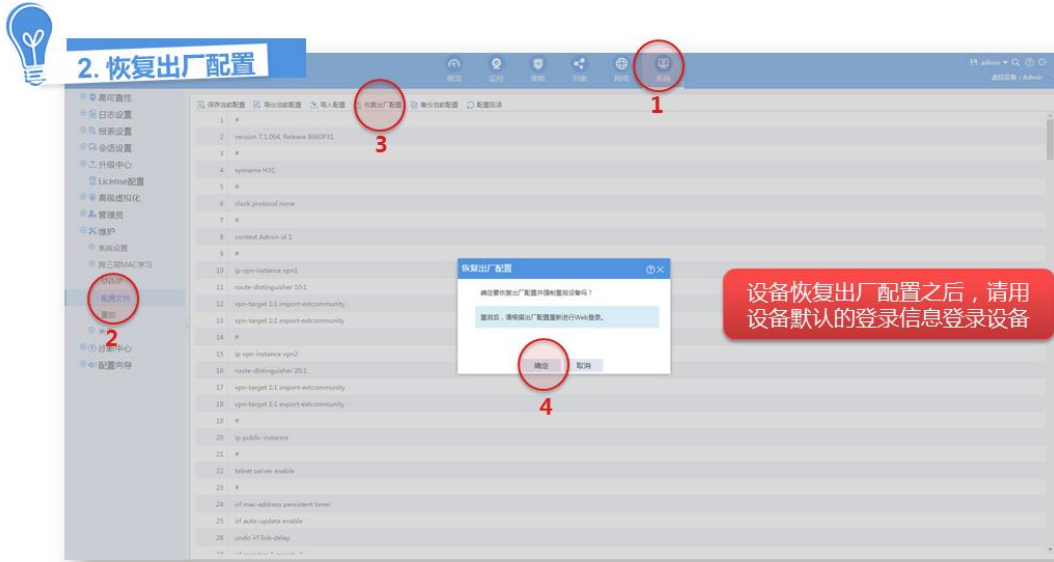 2. 恢复出厂配置
概览 监控 策略 对象 网络 系统
admin
虚拟设备：Admin
1
高可靠性
日志设置
报表设置
会话设置
升级中心
License配置
高级虚拟化
管理员
维护
系统设置
跨三层MAC学习
SNMP
配置文件
重启
2
诊断中心
配置向导
保存当前配置 导出当前配置 导入配置 恢复出厂配置 备份当前配置 配置回滚
3
1 #
2 version 7.1.064, Release 8660P33
3 #
4 sysname H3C
5 #
6 clock protocol none
7 #
8 context Admin id 1
9 #
10 ip vpn-instance vpn1
11 route-distinguisher 10:1
12 vpn-target 1:1 import-extcommunity
13 vpn-target 1:1 export-extcommunity
14 #
15 ip vpn-instance vpn2
16 route-distinguisher 20:1
17 vpn-target 1:1 import-extcommunity
18 vpn-target 1:1 export-extcommunity
19 #
20 ip public-instance
21 #
22 telnet server enable
23 #
24 irf mac-address persistent timer
25 irf auto-update enable
26 undo irf link-delay
恢复出厂配置
确定要恢复出厂配置并强制重启设备吗？
重启后，请根据出厂配置重新进行Web登录。
确定 取消
4
设备恢复出厂配置之后，请用
设备默认的登录信息登录设备